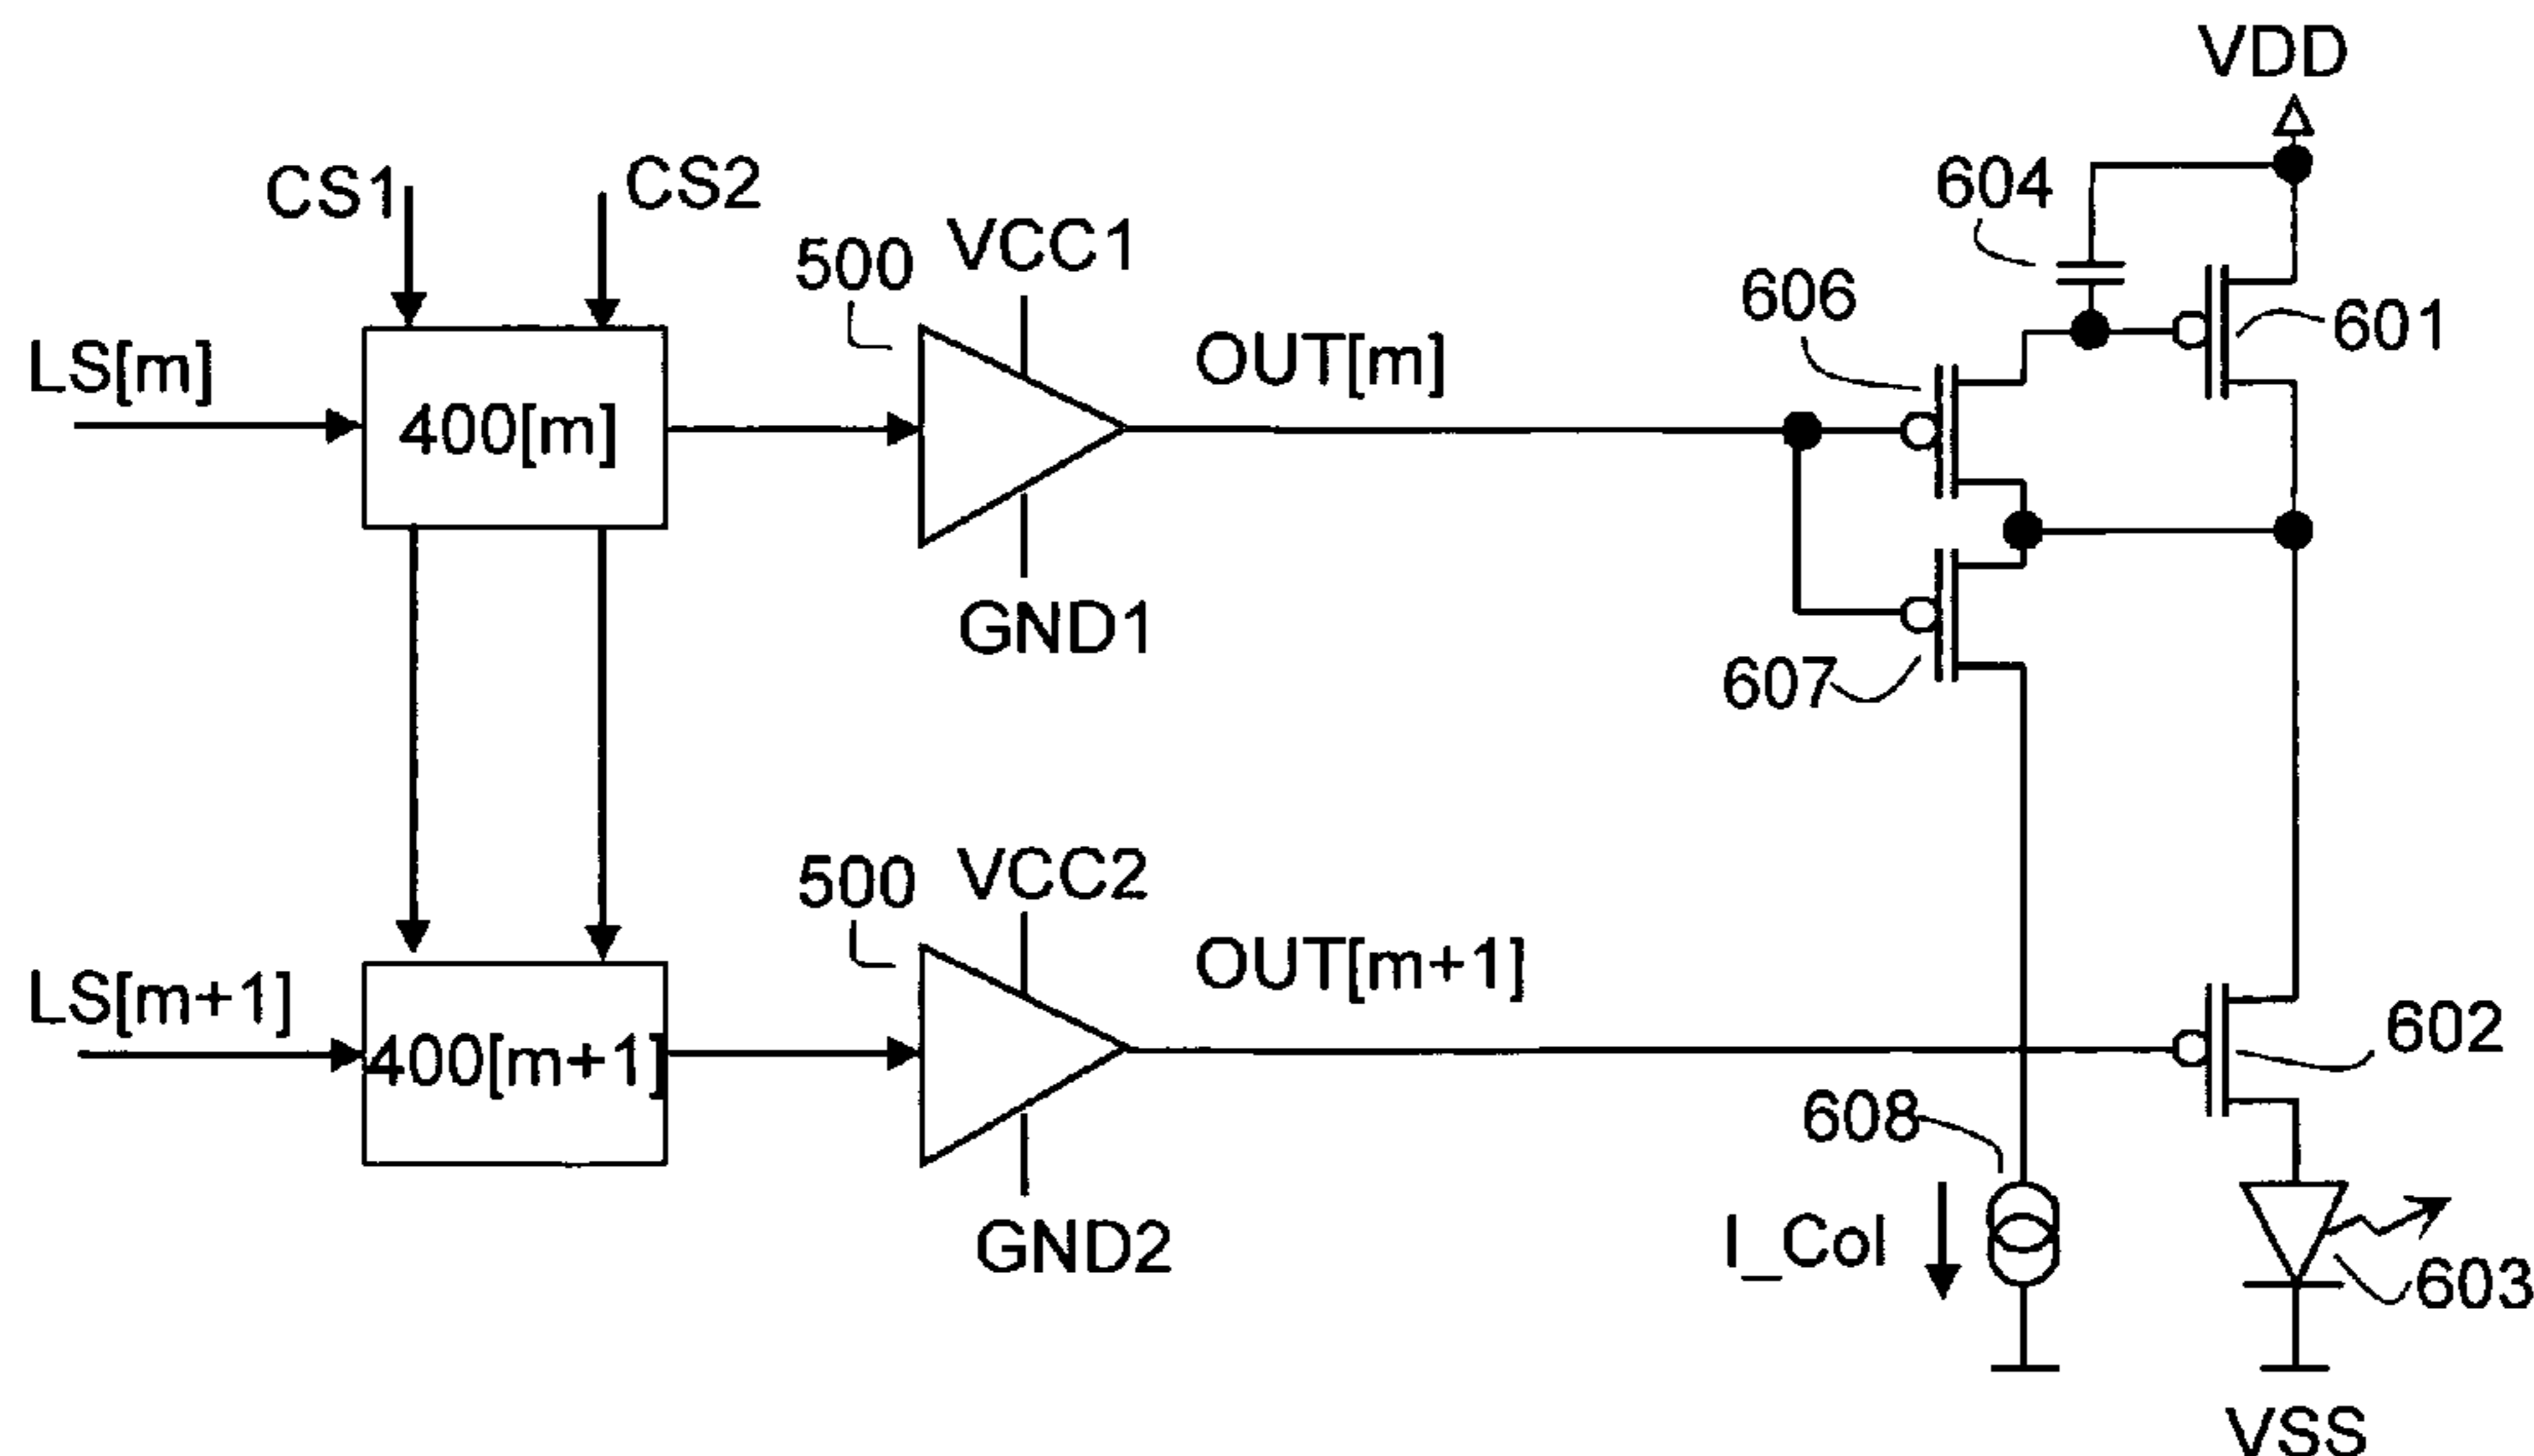 VDD
CS1
CS2
604
500
VCC1
606
601
LS[m]
OUT[m]
400[m]
GND1
607
500
VCC2
OUT[m+1]
LS[m+1]
400[m+1]
602
608
GND2
I_Col
603
VSS